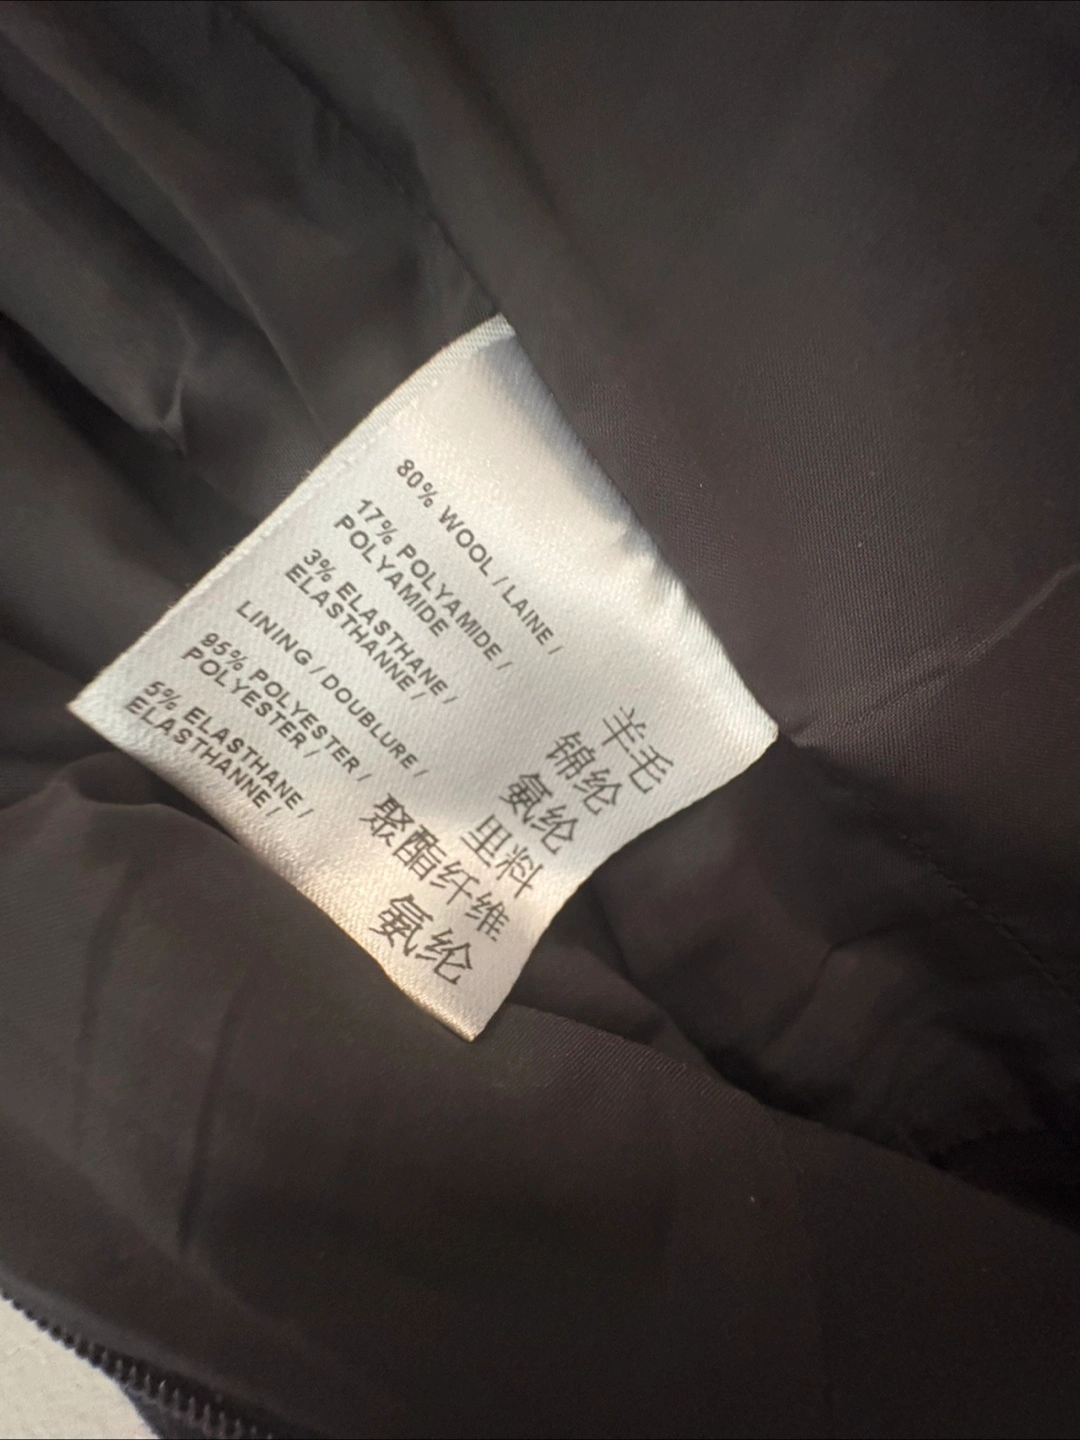 80% WOOL / LAINE /
羊毛
17% POLYAMIDE /
POLYAMIDE
锦纶
3% ELASTHANE /
ELASTHANNE /
氨纶
LINING / DOUBLURE /
里料
95% POLYESTER /
POLYESTER /
聚酯纤维
5% ELASTHANE /
ELASTHANNE /
氨纶